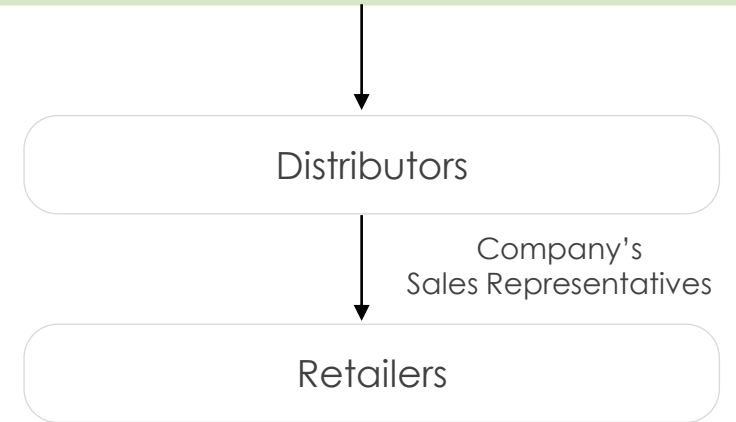 Distributors
Company’s
Sales Representatives
Retailers